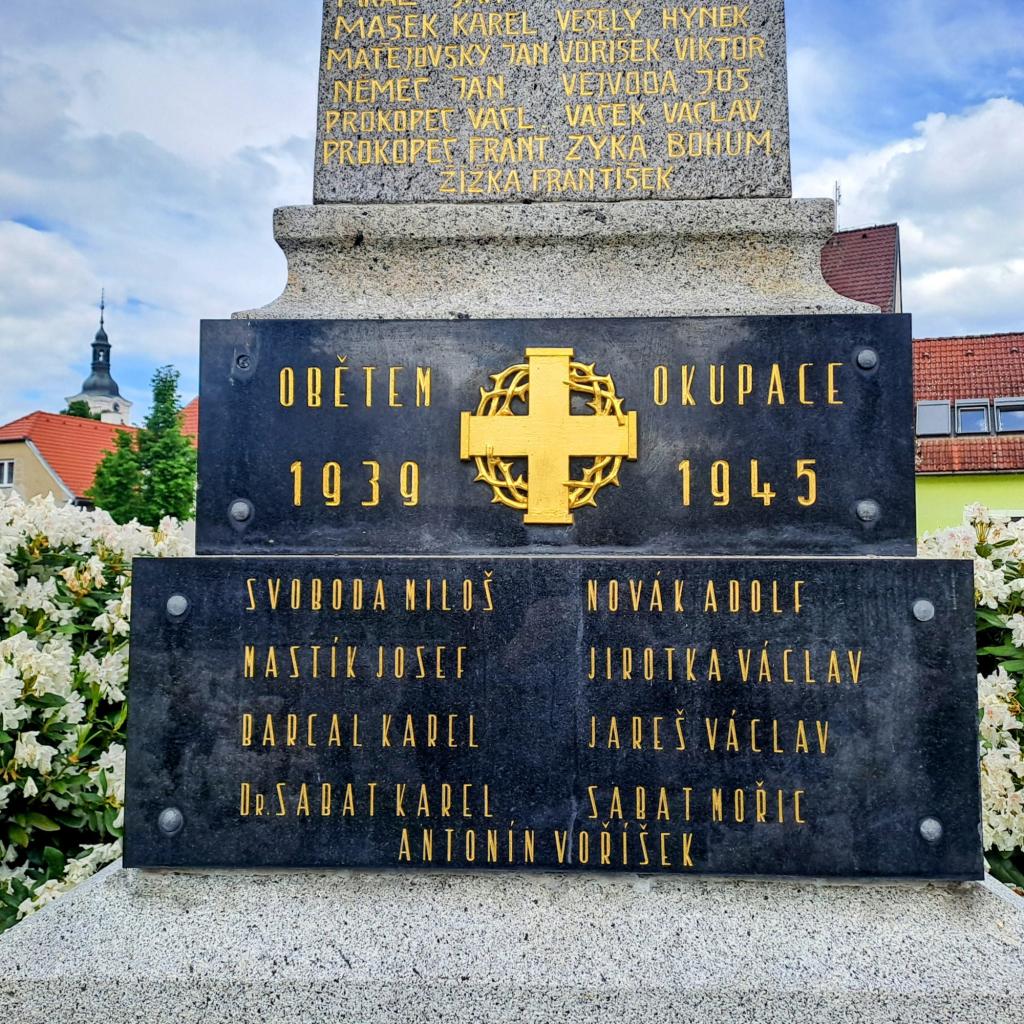 MAŠEK KAREL VESELÝ HYNEK
MATĚJOVSKÝ JAN VOŘÍŠEK VIKTOR
NĚMEC JAN VEJVODA JOS
PROKOPEC VÁCL VACEK VÁCLAV
PROKOPEC FRANT ZYKA BOHUM.
ŽIŽKA FRANTIŠEK
OBĚTEM OKUPACE
1939 1945
SVOBODA MILOŠ NOVÁK ADOLF
MASTÍK JOSEF JIROTKA VÁCLAV
BARCAL KAREL JAREŠ VÁCLAV
Dr. SABAT KAREL SABAT MOŘIC
ANTONÍN VOŘÍŠEK